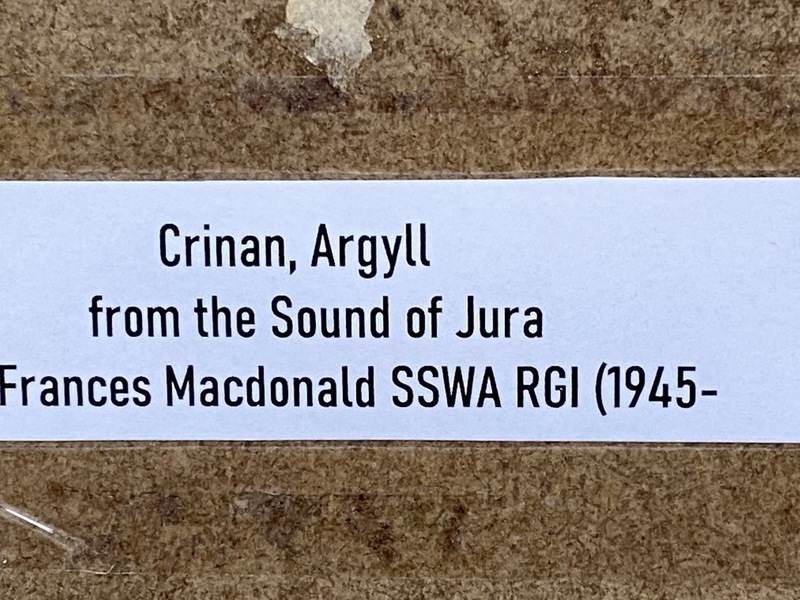 Crinan, Argyll
from the Sound of Jura
Frances Macdonald SSWA RGI (1945-